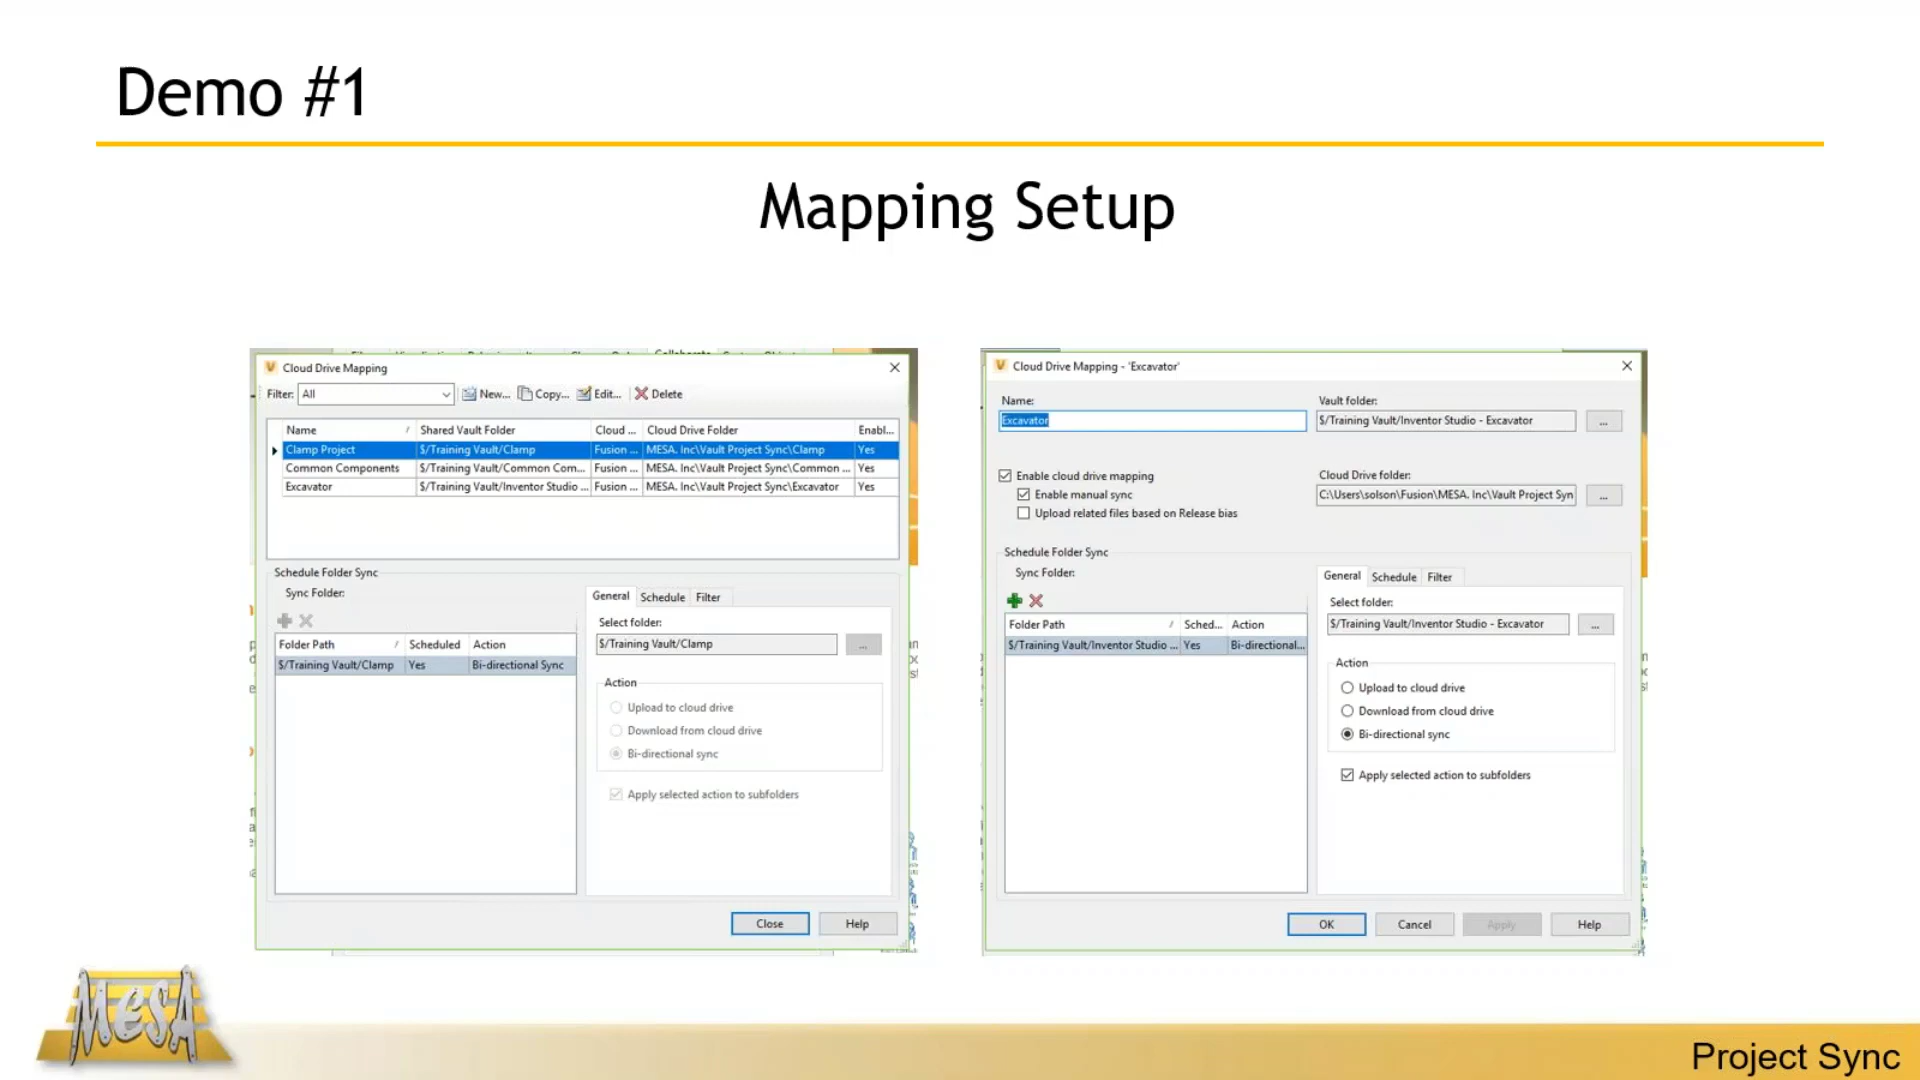 Demo #1
Mapping Setup
Cloud Drive Mapping
Filter: All New... Copy... Edit... Delete
Name / Shared Vault Folder Cloud ... Cloud Drive Folder Enabl...
Clamp Project $/Training Vault/Clamp Fusion ... MESA. Inc\Vault Project Sync\Clamp Yes
Common Components $/Training Vault/Common Com... Fusion ... MESA. Inc\Vault Project Sync\Common ... Yes
Excavator $/Training Vault/Inventor Studio ... Fusion ... MESA. Inc\Vault Project Sync\Excavator Yes
Schedule Folder Sync
Sync Folder:
Folder Path / Scheduled Action
$/Training Vault/Clamp Yes Bi-directional Sync
General Schedule Filter
Select folder:
$/Training Vault/Clamp ...
Action
Upload to cloud drive
Download from cloud drive
Bi-directional sync
Apply selected action to subfolders
Close Help
Cloud Drive Mapping - 'Excavator'
Name:
Excavator
Vault folder:
$/Training Vault/Inventor Studio - Excavator ...
Enable cloud drive mapping
Enable manual sync
Upload related files based on Release bias
Cloud Drive folder:
C:\Users\solson\Fusion\MESA. Inc\Vault Project Syn ...
Schedule Folder Sync
Sync Folder:
Folder Path / Sched... Action
$/Training Vault/Inventor Studio ... Yes Bi-directional...
General Schedule Filter
Select folder:
$/Training Vault/Inventor Studio - Excavator ...
Action
Upload to cloud drive
Download from cloud drive
Bi-directional sync
Apply selected action to subfolders
OK Cancel Apply Help
MESA
Project Sync